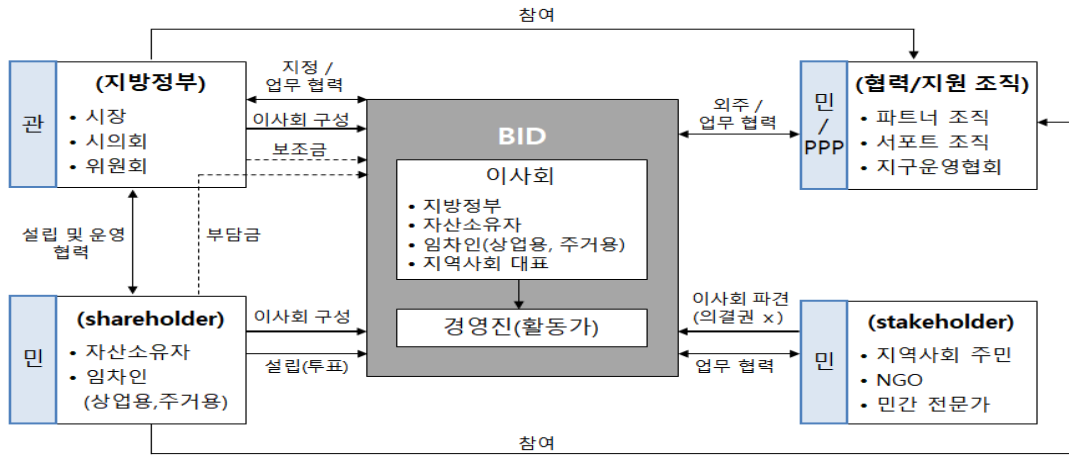 참여
관
(지방정부)
• 시장
• 시의회
• 위원회
지정 /
업무 협력
이사회 구성
보조금
BID
이사회
• 지방정부
• 자산소유자
• 임차인(상업용, 주거용)
• 지역사회 대표
경영진(활동가)
외주 /
업무 협력
민
/
PPP
(협력/지원 조직)
• 파트너 조직
• 서포트 조직
• 지구운영협회
설립 및 운영
협력
부담금
민
(shareholder)
• 자산소유자
• 임차인
(상업용,주거용)
이사회 구성
설립(투표)
이사회 파견
(의결권 x)
업무 협력
민
(stakeholder)
• 지역사회 주민
• NGO
• 민간 전문가
참여